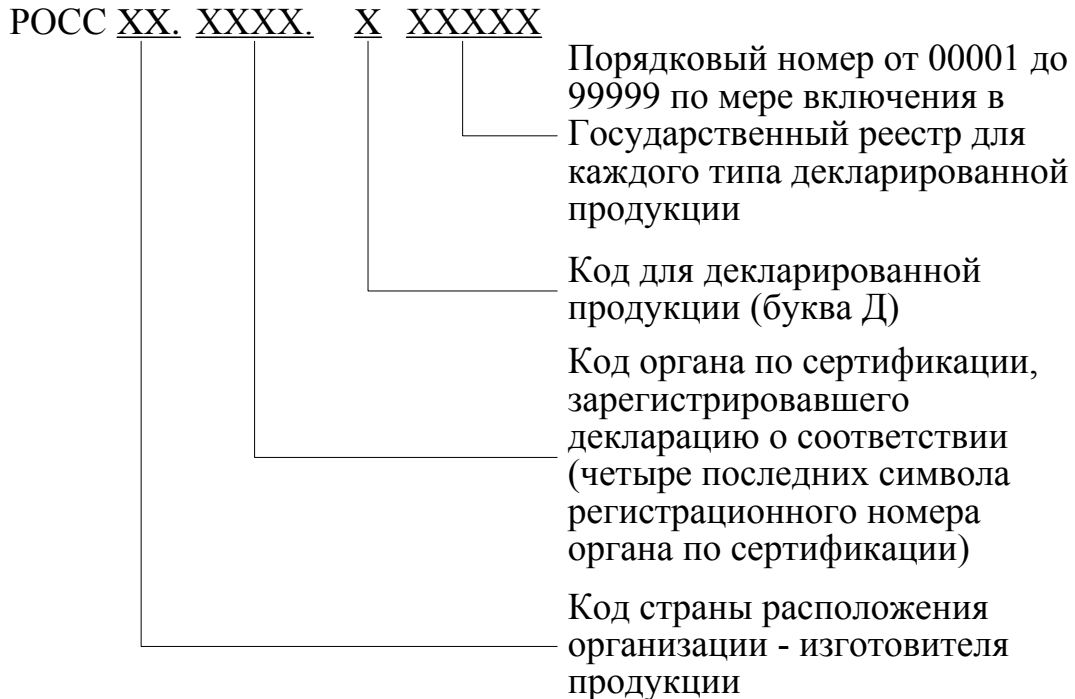 РОСС XX. XXXX. X XXXXX
Порядковый номер от 00001 до
99999 по мере включения в
Государственный реестр для
каждого типа декларированной
продукции
Код для декларированной
продукции (буква Д)
Код органа по сертификации,
зарегистрировавшего
декларацию о соответствии
(четыре последних символа
регистрационного номера
органа по сертификации)
Код страны расположения
организации - изготовителя
продукции